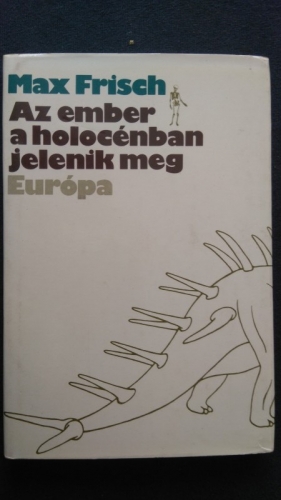 Max Frisch
Az ember
a holocénban
jelenik meg
Európa